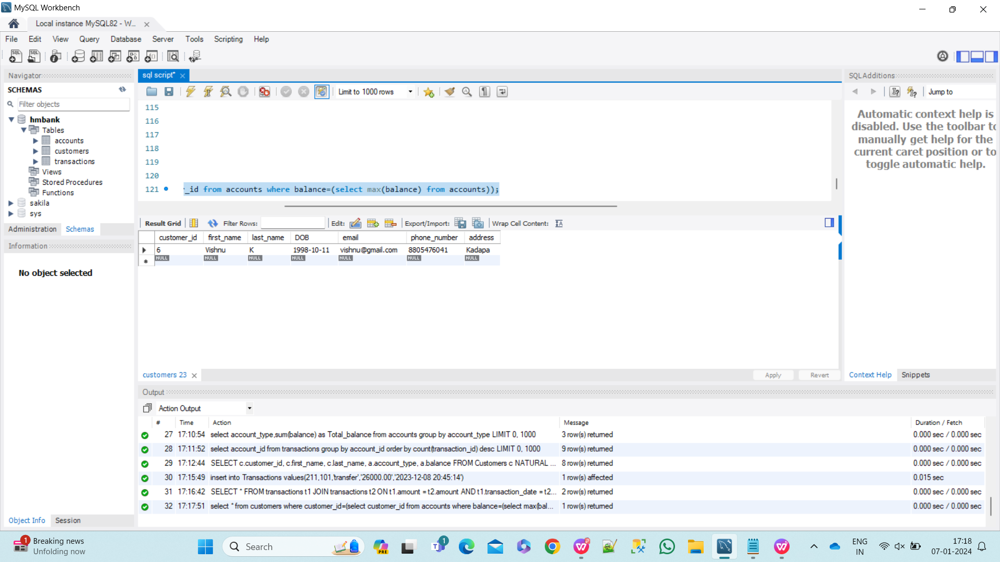 MySQL Workbench
Local instance MySQL82 - W...
File Edit View Query Database Server Tools Scripting Help
Navigator
SCHEMAS
Filter objects
hmbank
Tables
accounts
customers
transactions
Views
Stored Procedures
Functions
sakila
sys
Administration Schemas
Information
No object selected
Object Info Session
sql script*
Limit to 1000 rows
115
116
117
118
119
120
121 _id from accounts where balance=(select max(balance) from accounts));
Result Grid Filter Rows: Edit: Export/Import: Wrap Cell Content:
customer_id first_name last_name DOB email phone_number address
6 Vishnu K 1998-10-11 vishnu@gmail.com 8805476041 Kadapa
NULL NULL NULL NULL NULL NULL NULL
customers 23
Apply Revert
SQLAdditions
Jump to
Automatic context help is
disabled. Use the toolbar to
manually get help for the
current caret position or to
toggle automatic help.
Context Help Snippets
Output
Action Output
# Time Action Message Duration / Fetch
27 17:10:54 select account_type,sum(balance) as Total_balance from accounts group by account_type LIMIT 0, 1000 3 row(s) returned 0.000 sec / 0.000 sec
28 17:11:52 select account_id from transactions group by account_id order by count(transaction_id) desc LIMIT 0, 1000 9 row(s) returned 0.000 sec / 0.000 sec
29 17:12:44 SELECT c.customer_id, c.first_name, c.last_name, a.account_type, a.balance FROM Customers c NATURAL ... 8 row(s) returned 0.000 sec / 0.000 sec
30 17:15:49 insert into Transactions values(211,101,'transfer','26000.00','2023-12-08 20:45:14') 1 row(s) affected 0.015 sec
31 17:16:42 SELECT * FROM transactions t1 JOIN transactions t2 ON t1.amount = t2.amount AND t1.transaction_date = t2... 2 row(s) returned 0.000 sec / 0.000 sec
32 17:17:51 select * from customers where customer_id=(select customer_id from accounts where balance=(select max(bal... 1 row(s) returned 0.000 sec / 0.000 sec
1
Breaking news
Unfolding now
Search
PRE
1
ENG
IN
17:18
07-01-2024